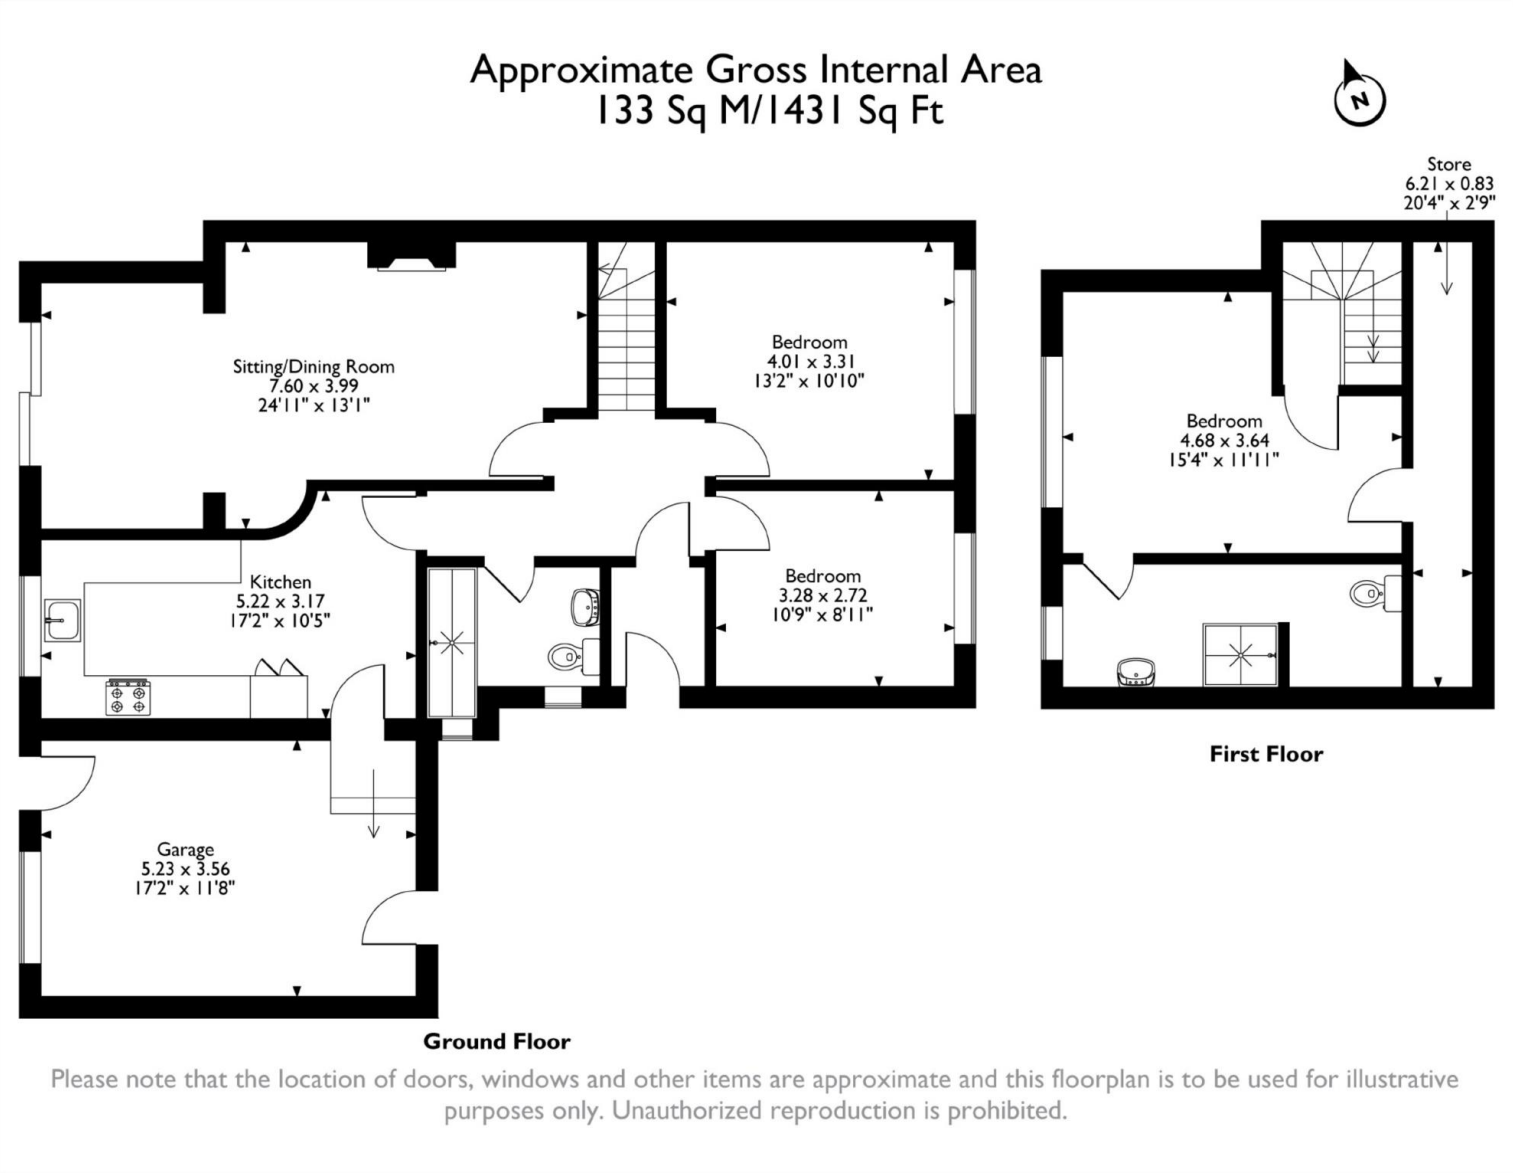 Approximate Gross Internal Area
133 Sq M/1431 Sq Ft
N
Store
6.21 x 0.83
20'4" x 2'9"
Sitting/Dining Room
7.60 x 3.99
24'11" x 13'1"
Bedroom
4.01 x 3.31
13'2" x 10'10"
Bedroom
4.68 x 3.64
15'4" x 11'11"
Kitchen
5.22 x 3.17
17'2" x 10'5"
Bedroom
3.28 x 2.72
10'9" x 8'11"
First Floor
Garage
5.23 x 3.56
17'2" x 11'8"
Ground Floor
Please note that the location of doors, windows and other items are approximate and this floorplan is to be used for illustrative
purposes only. Unauthorized reproduction is prohibited.